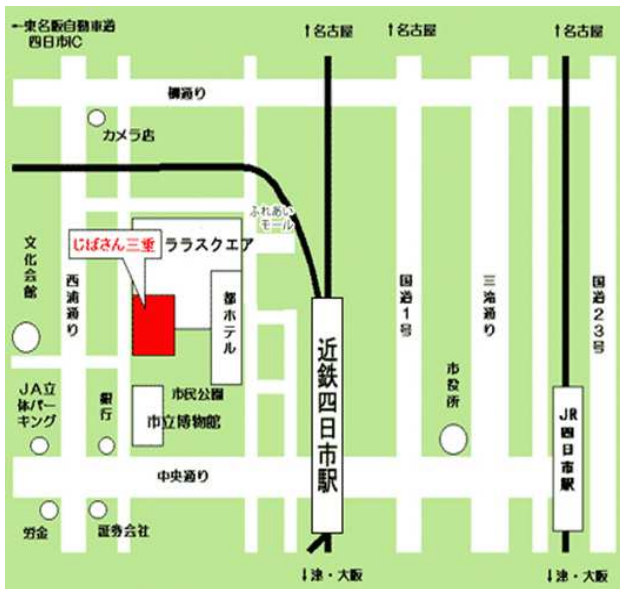 ←東名阪自動車道
四日市IC
↑名古屋
↑名古屋
↑名古屋
柳通り
カメラ店
ふれあい
モール
じばさん三重
ララスクエア
文化会館
西浦通り
都ホテル
国道1号
三滝通り
国道23号
近鉄四日市駅
市役所
JA立
体パー
キング
銀行
市民公園
市立博物館
JR四日市駅
中央通り
労金
証券会社
↓津・大阪
↓津・大阪